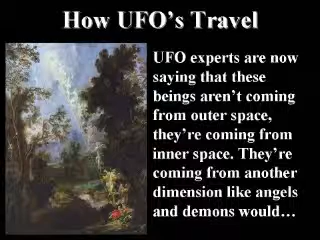 How UFO's Travel
UFO experts are now
saying that these
beings aren't coming
from outer space,
they're coming from
inner space. They're
coming from another
dimension like angels
and demons would…